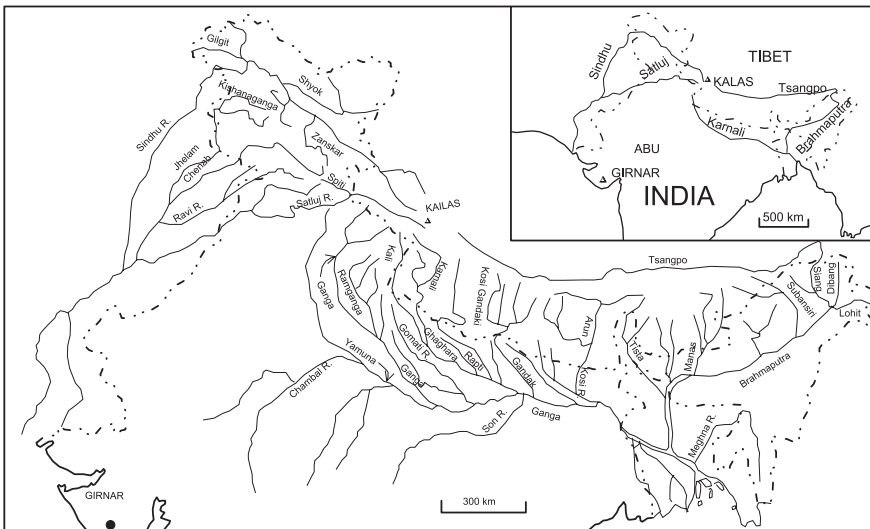 Gilgit
Shyok
Kishanaganga
Sindhu R.
Jhelam
Chenab
Zanskar
Ravi R.
Spiti
Satluj R.
KAILAS
Tsangpo
Siang
Dibang
Lohit
Subansiri
Kali
Karnali
Kosi Gandaki
Arun
Ganga
Ramganga
Gomati R.
Ghaghara
Rapti
Gandak
Kosi R.
Tista
Manas
Brahmaputra
Yamuna
Chambal R.
Ganga
Son R.
Ganga
Meghna R.
GIRNAR
300 km
Sindhu
Satluj
TIBET
KALAS
Tsangpo
Karnali
Brahmaputra
ABU
GIRNAR
INDIA
500 km